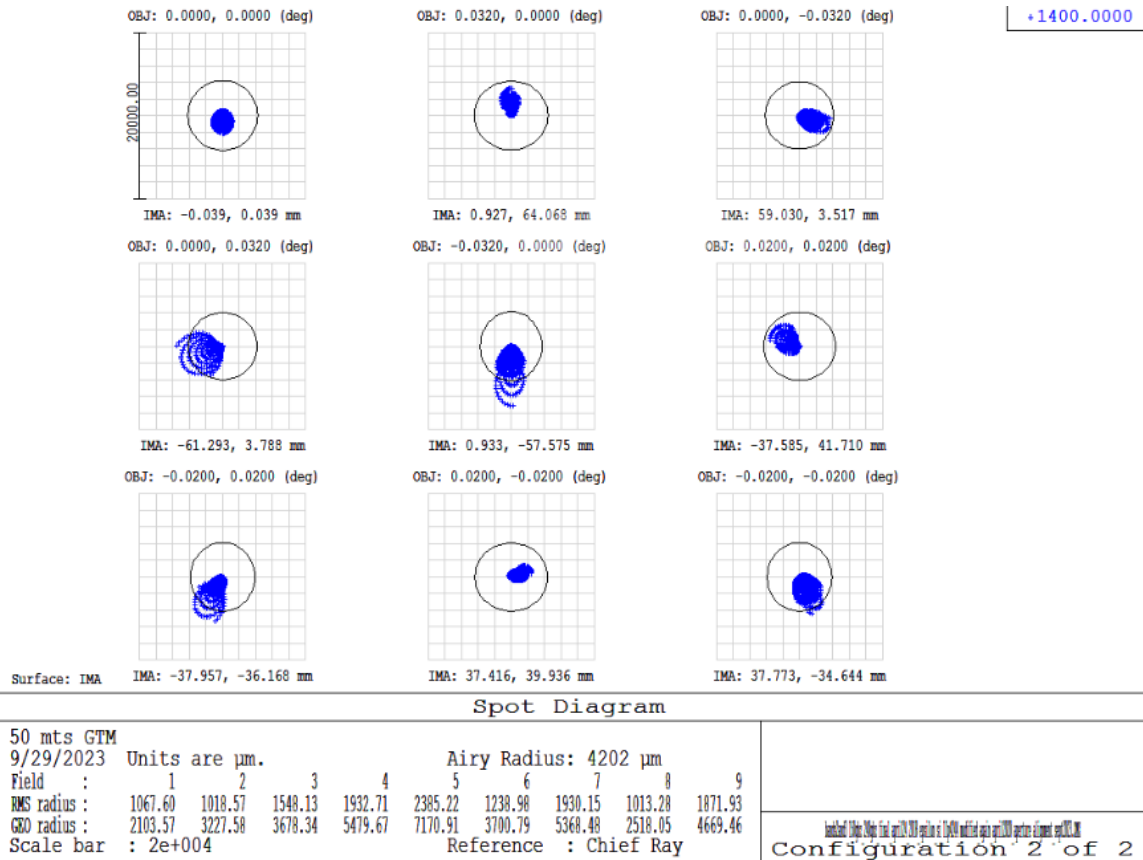 OBJ: 0.0000, 0.0000 (deg)
OBJ: 0.0320, 0.0000 (deg)
OBJ: 0.0000, -0.0320 (deg)
+1400.0000
20000.00
IMA: -0.039, 0.039 mm
IMA: 0.927, 64.068 mm
IMA: 59.030, 3.517 mm
OBJ: 0.0000, 0.0320 (deg)
OBJ: -0.0320, 0.0000 (deg)
OBJ: 0.0200, 0.0200 (deg)
IMA: -61.293, 3.788 mm
IMA: 0.933, -57.575 mm
IMA: -37.585, 41.710 mm
OBJ: -0.0200, 0.0200 (deg)
OBJ: 0.0200, -0.0200 (deg)
OBJ: -0.0200, -0.0200 (deg)
Surface: IMA
IMA: -37.957, -36.168 mm
IMA: 37.416, 39.936 mm
IMA: 37.773, -34.644 mm
Spot Diagram
50 mts GTM
9/29/2023 Units are µm. Airy Radius: 4202 µm
Field : 1 2 3 4 5 6 7 8 9
RMS radius : 1067.60 1018.57 1548.13 1932.71 2385.22 1238.98 1930.15 1013.28 1871.93
GEO radius : 2103.57 3227.58 3678.34 5479.67 7170.91 3700.79 5368.48 2518.05 4669.46
Scale bar : 2e+004 Reference : Chief Ray
Configuration 2 of 2